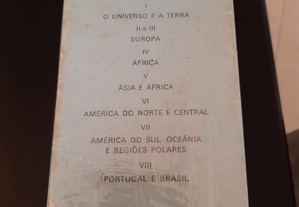 I
O UNIVERSO E A TERRA
II e III
EUROPA
IV
ÁFRICA
V
ÁSIA E ÁFRICA
VI
AMÉRICA DO NORTE E CENTRAL
VII
AMÉRICA DO SUL, OCEÂNIA
E REGIÕES POLARES
VIII
PORTUGAL E BRASIL